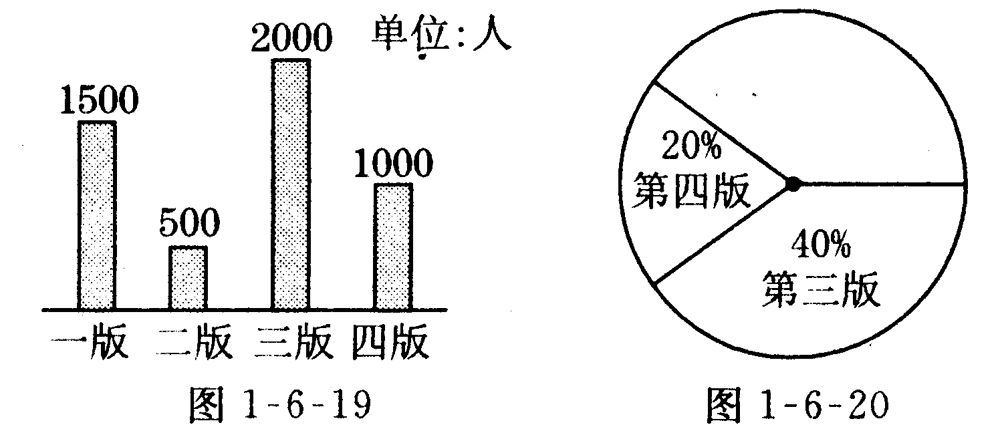 单位:人
1500
500
2000
1000
一版 二版 三版 四版
图 1-6-19
20%
第四版
40%
第三版
图 1-6-20